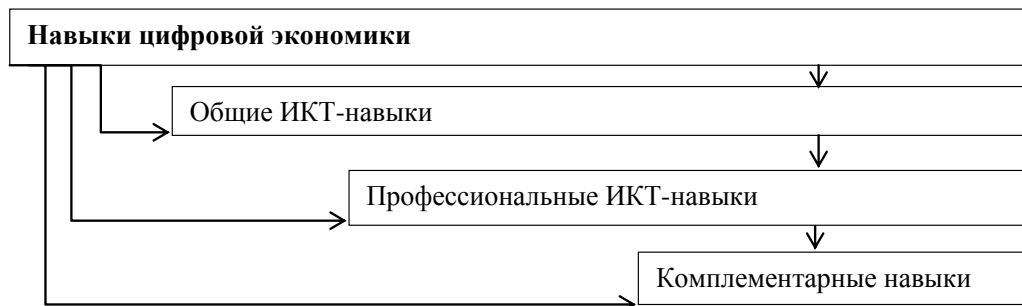 Навыки цифровой экономики
Общие ИКТ-навыки
Профессиональные ИКТ-навыки
Комплементарные навыки